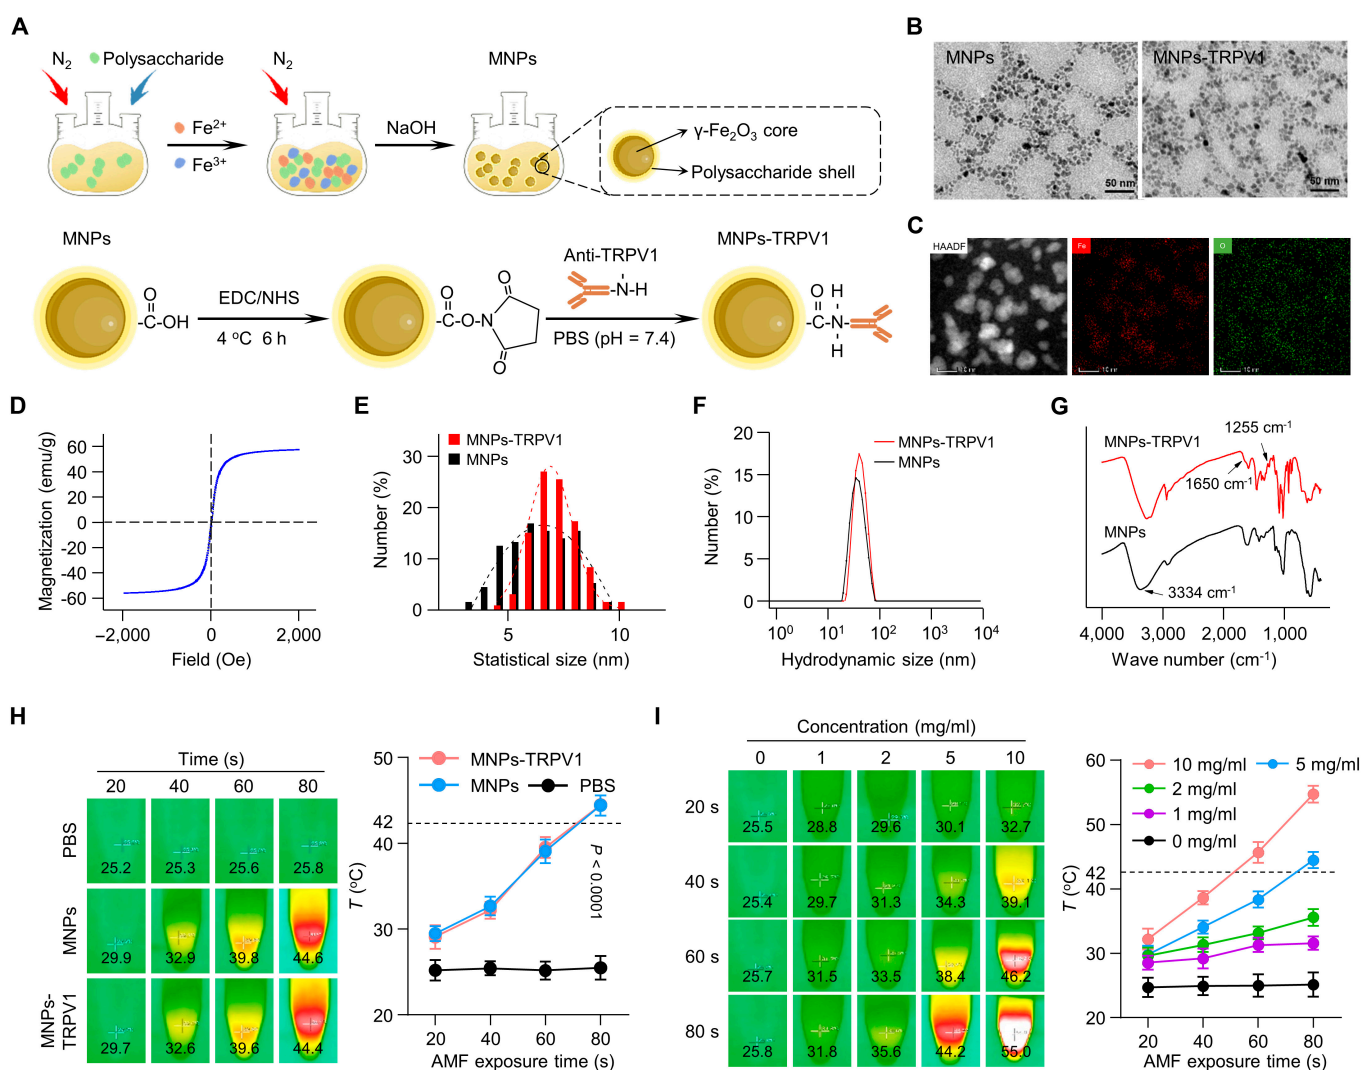 A
N2
Polysaccharide
Fe2+
Fe3+
N2
NaOH
MNPs
γ-Fe2O3 core
Polysaccharide shell
MNPs
O
C-OH
EDC/NHS
4 °C 6 h
O
C-O-N
O
O
Anti-TRPV1
-N-H
PBS (pH = 7.4)
MNPs-TRPV1
O H
C-N
H
B
MNPs
50 nm
MNPs-TRPV1
50 nm
C
HAADF
Fe
10 nm
O
10 nm
D
Magnetization (emu/g)
60
40
20
0
-20
-40
-60
−2,000
0
2,000
Field (Oe)
E
MNPs-TRPV1
MNPs
Number (%)
30
20
10
0
5
10
Statistical size (nm)
F
MNPs-TRPV1
MNPs
Number (%)
20
15
10
5
0
10^0
10^1
10^2
10^3
10^4
Hydrodynamic size (nm)
G
MNPs-TRPV1
1255 cm-1
1650 cm-1
MNPs
3334 cm-1
4,000
3,000
2,000
1,000
Wave number (cm-1)
H
Time (s)
20 40 60 80
PBS
25.2 25.3 25.6 25.8
MNPs
29.9 32.9 39.8 44.6
MNPs-
TRPV1
29.7 32.6 39.6 44.4
MNPs-TRPV1
MNPs
PBS
T (°C)
50
42
40
30
20
P < 0.0001
20 40 60 80
AMF exposure time (s)
I
Concentration (mg/ml)
0 1 2 5 10
20 s
25.5 28.8 29.6 30.1 32.7
40 s
25.4 29.7 31.3 34.3 39.1
60 s
25.7 31.5 33.5 38.4 46.2
80 s
25.8 31.8 35.6 44.2 55.0
10 mg/ml
5 mg/ml
2 mg/ml
1 mg/ml
0 mg/ml
T (°C)
60
50
42
40
30
20
20 40 60 80
AMF exposure time (s)